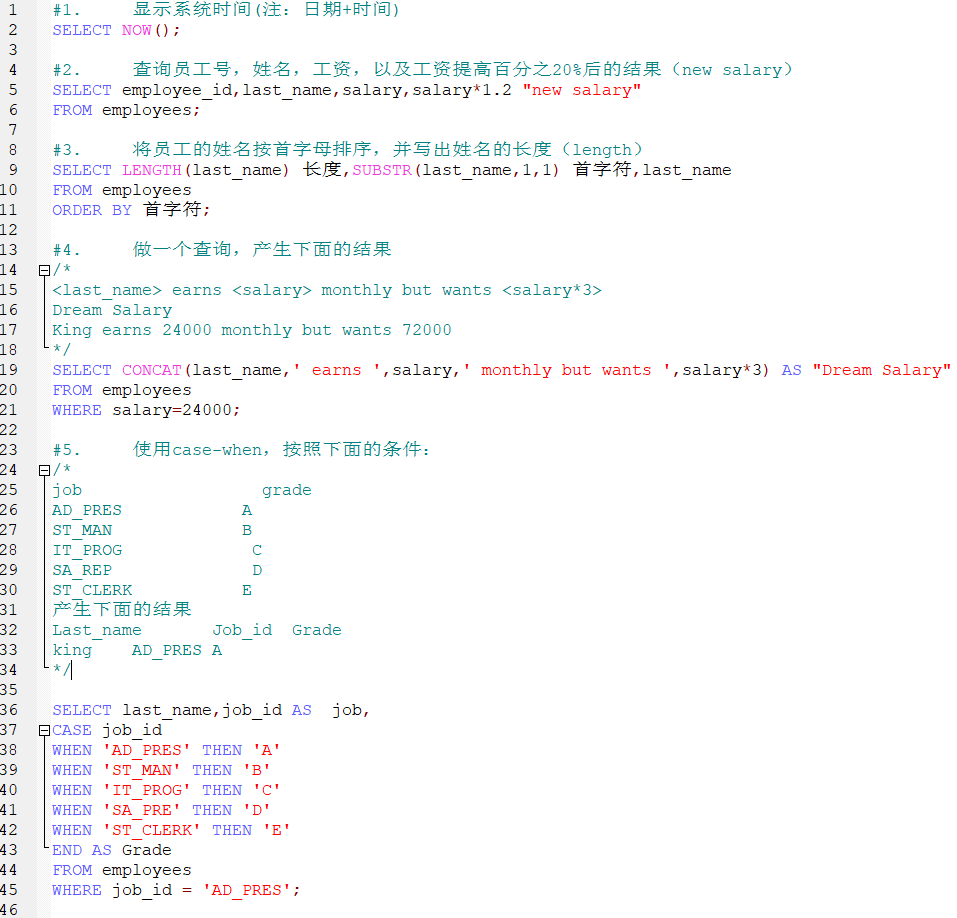 1 #1. 显示系统时间(注: 日期+时间)
2 SELECT NOW();
3
4 #2. 查询员工号，姓名，工资，以及工资提高百分之20%后的结果（new salary）
5 SELECT employee_id,last_name,salary,salary*1.2 "new salary"
6 FROM employees;
7
8 #3. 将员工的姓名按首字母排序，并写出姓名的长度（length）
9 SELECT LENGTH(last_name) 长度,SUBSTR(last_name,1,1) 首字符,last_name
10 FROM employees
11 ORDER BY 首字符;
12
13 #4. 做一个查询，产生下面的结果
14 /*
15 <last_name> earns <salary> monthly but wants <salary*3>
16 Dream Salary
17 King earns 24000 monthly but wants 72000
18 */
19 SELECT CONCAT(last_name,' earns ',salary,' monthly but wants ',salary*3) AS "Dream Salary"
20 FROM employees
21 WHERE salary=24000;
22
23 #5. 使用case-when，按照下面的条件：
24 /*
25 job grade
26 AD_PRES A
27 ST_MAN B
28 IT_PROG C
29 SA_REP D
30 ST_CLERK E
31 产生下面的结果
32 Last_name Job_id Grade
33 king AD_PRES A
34 */
35
36 SELECT last_name,job_id AS job,
37 CASE job_id
38 WHEN 'AD_PRES' THEN 'A'
39 WHEN 'ST_MAN' THEN 'B'
40 WHEN 'IT_PROG' THEN 'C'
41 WHEN 'SA_PRE' THEN 'D'
42 WHEN 'ST_CLERK' THEN 'E'
43 END AS Grade
44 FROM employees
45 WHERE job_id = 'AD_PRES';
46